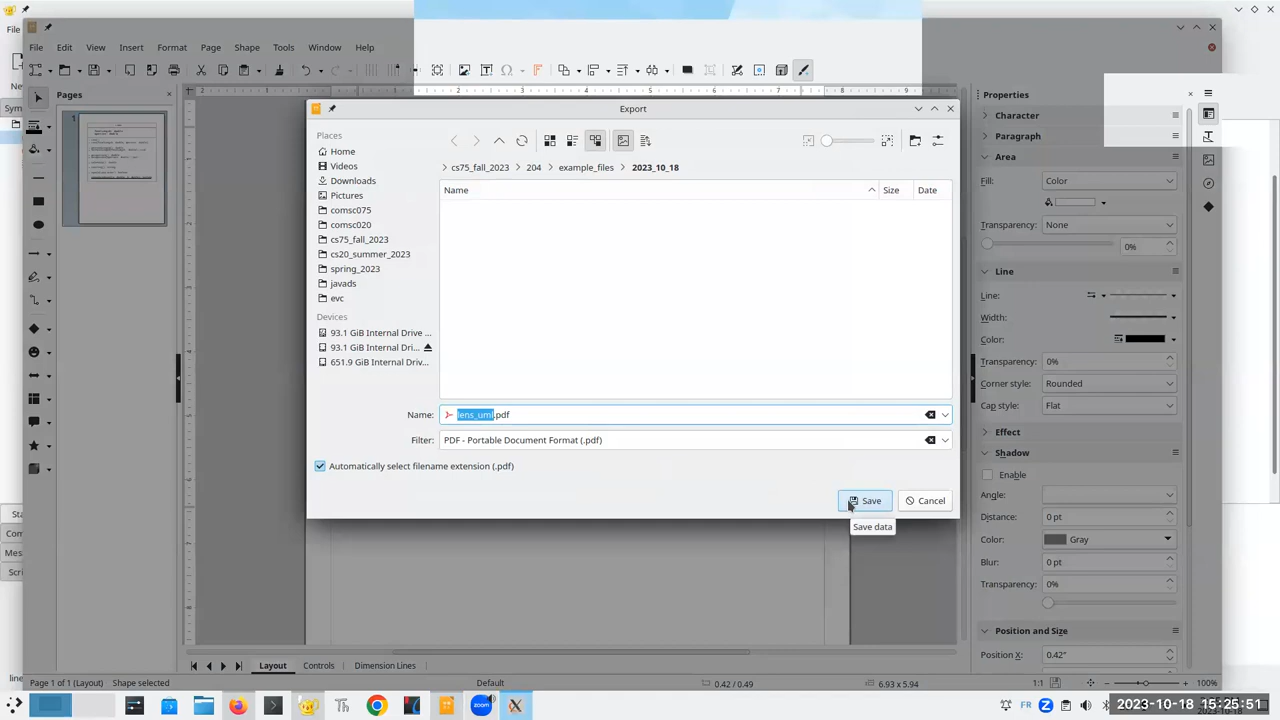 File
File Edit View Insert Format Page Shape Tools Window Help
Pages
1
Export
Places
Home
Videos
Downloads
Pictures
comsc075
comsc020
cs75_fall_2023
cs20_summer_2023
spring_2023
javads
evc
Devices
93.1 GiB Internal Drive ...
93.1 GiB Internal Dri...
651.9 GiB Internal Driv...
cs75_fall_2023 204 example_files 2023_10_18
Name Size Date
Name: lens_uml.pdf
Filter: PDF - Portable Document Format (.pdf)
Automatically select filename extension (.pdf)
Save Cancel
Save data
Properties
Character
Paragraph
Area
Fill: Color
Transparency: None
0%
Line
Line:
Width:
Color:
Transparency: 0%
Corner style: Rounded
Cap style: Flat
Effect
Shadow
Enable
Angle:
Distance: 0 pt
Color: Gray
Blur: 0 pt
Transparency: 0%
Position and Size
Position X: 0.42"
Layout Controls Dimension Lines
Page 1 of 1 (Layout) Shape selected Default 0.42 / 0.49 6.93 x 5.94 1:1 100%
zoom FR 2023-10-18 15:25:51